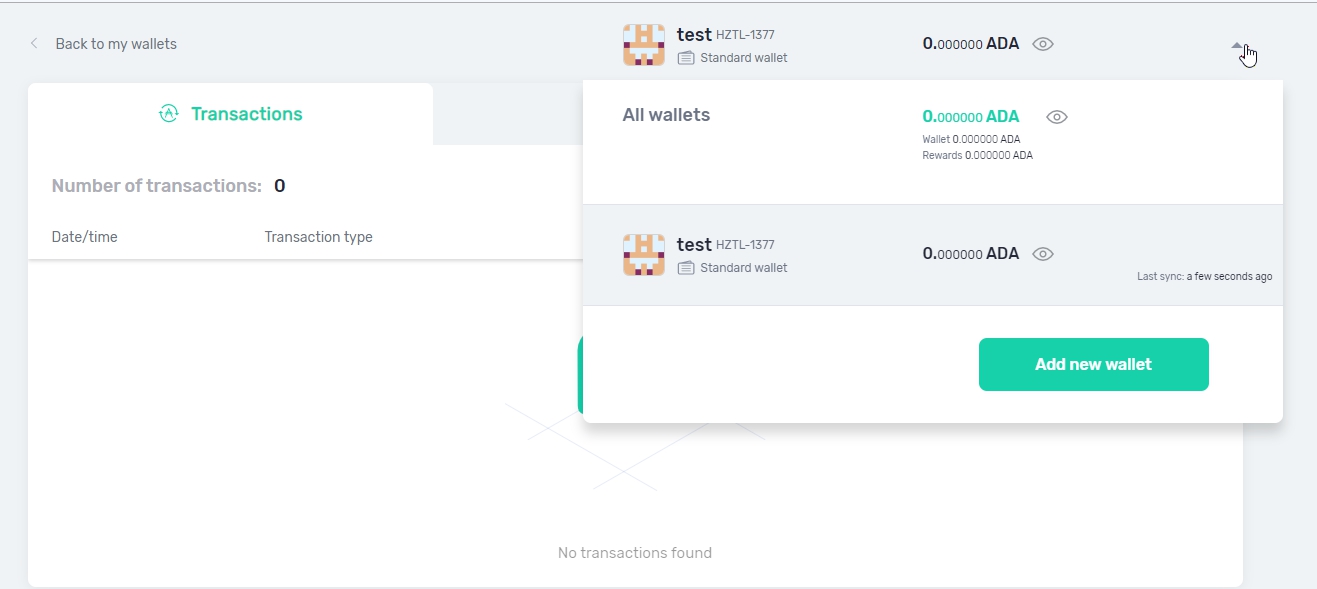 Back to my wallets
test HZTL-1377
Standard wallet
0.000000 ADA
Transactions
All wallets
0.000000 ADA
Wallet 0.000000 ADA
Rewards 0.000000 ADA
Number of transactions: 0
Date/time Transaction type
test HZTL-1377
Standard wallet
0.000000 ADA
Last sync: a few seconds ago
Add new wallet
No transactions found